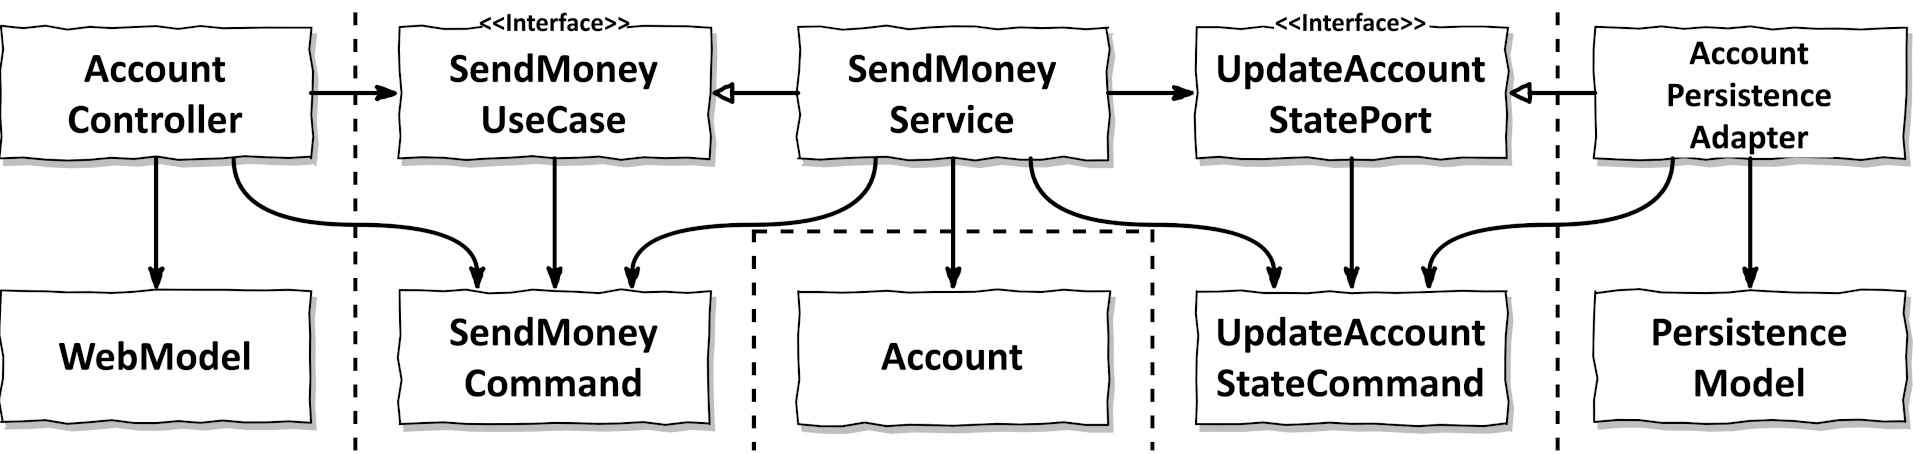 Account
Controller
<<Interface>>
SendMoney
UseCase
SendMoney
Service
<<Interface>>
UpdateAccount
StatePort
Account
Persistence
Adapter
WebModel
SendMoney
Command
Account
UpdateAccount
StateCommand
Persistence
Model